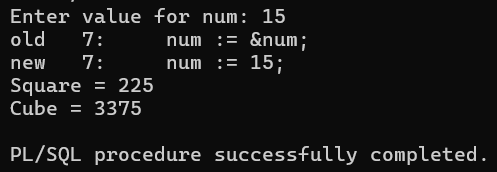 Enter value for num: 15
old   7:     num := &num;
new   7:     num := 15;
Square = 225
Cube = 3375

PL/SQL procedure successfully completed.